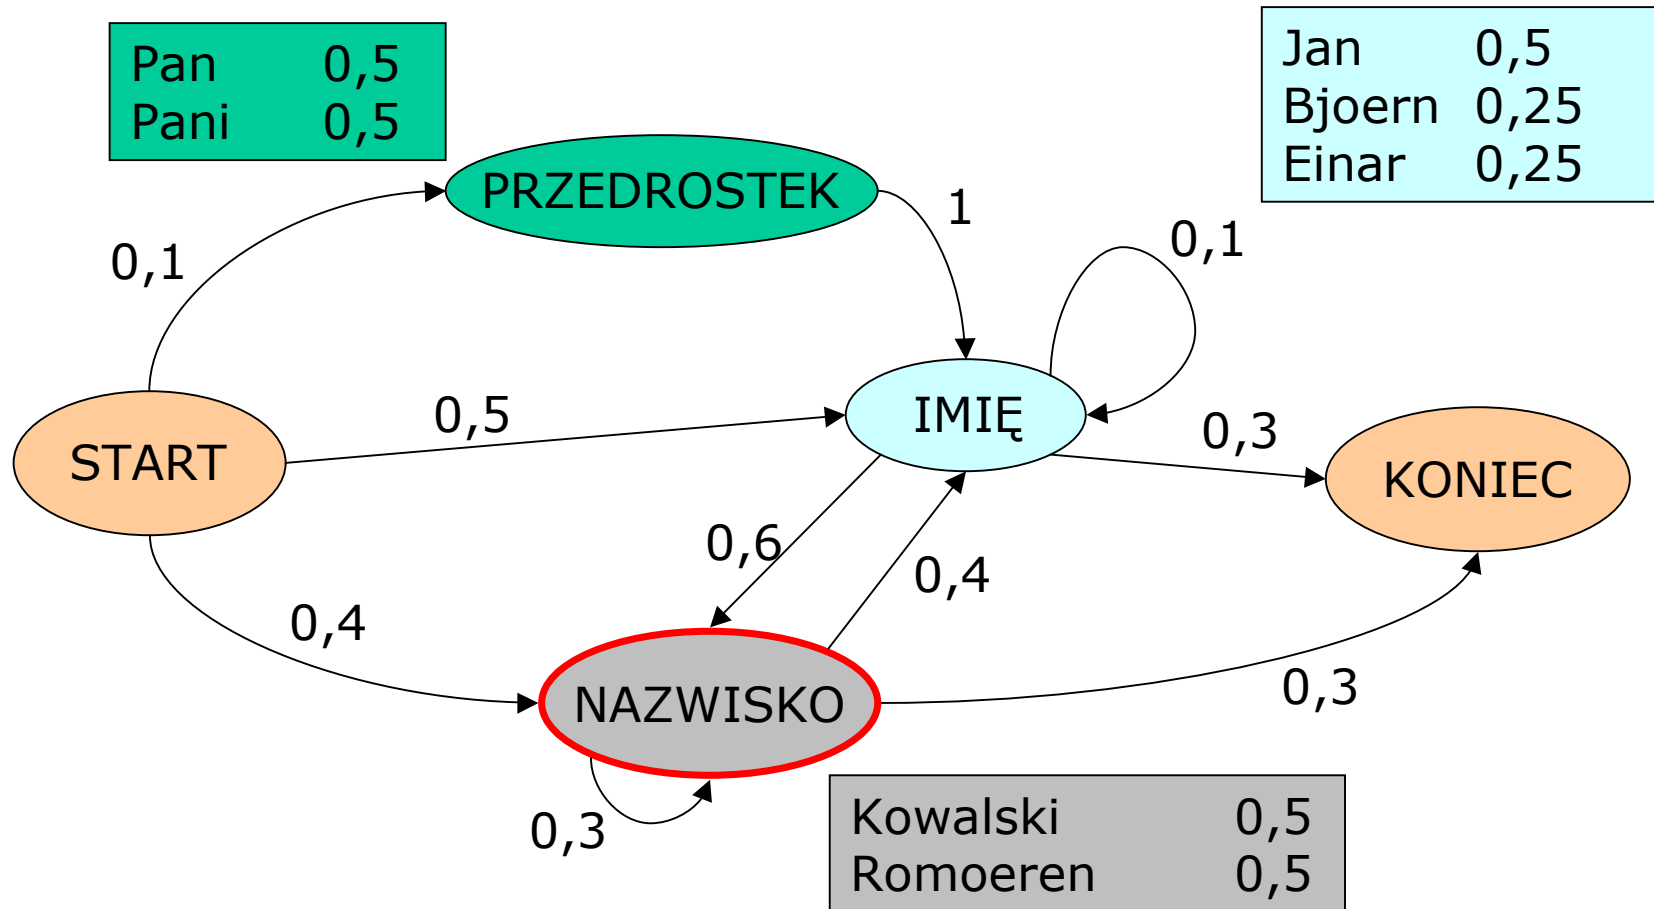 Pan 0,5
Pani 0,5
Jan 0,5
Bjoern 0,25
Einar 0,25
PRZEDROSTEK
1
0,1
0,1
0,5
IMIĘ
0,3
START
KONIEC
0,6
0,4
0,4
NAZWISKO
0,3
0,3
Kowalski 0,5
Romoeren 0,5